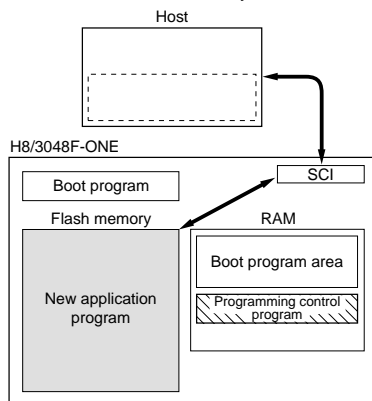 Host
H8/3048F-ONE
SCI
Boot program
Flash memory
RAM
Boot program area
New application
program
Programming control
program